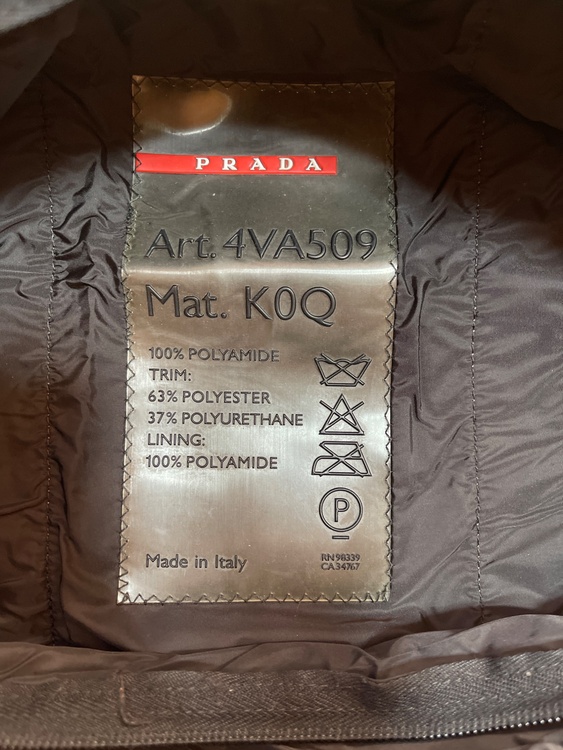 PRADA
Art. 4VA509
Mat. K0Q
100% POLYAMIDE
TRIM:
63% POLYESTER
37% POLYURETHANE
LINING:
100% POLYAMIDE
P
Made in Italy
RN 98339
CA 34767